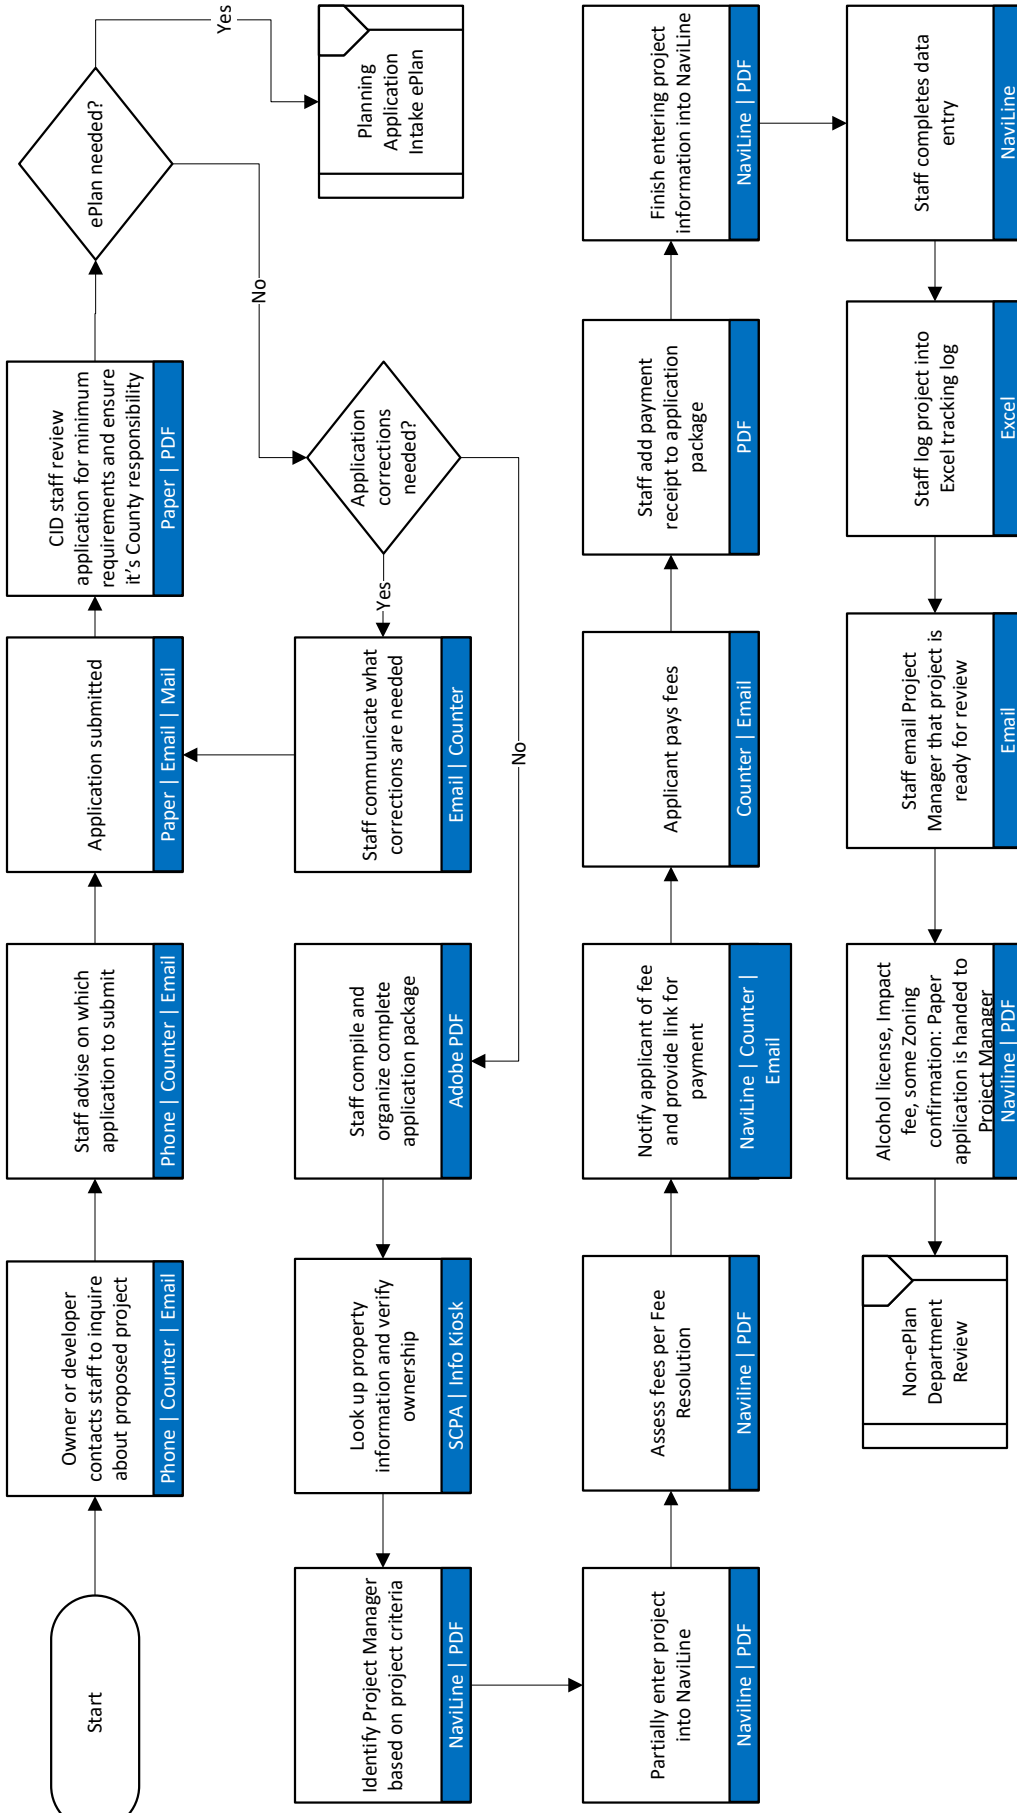 Start
Owner or developer
contacts staff to inquire
about proposed project
Phone | Counter | Email
Staff advise on which
application to submit
Phone | Counter | Email
Application submitted
Paper | Email | Mail
CID staff review
application for minimum
requirements and ensure
it’s County responsibility
Paper | PDF
ePlan needed?
Yes
Planning
Application
Intake ePlan
No
Application
corrections
needed?
Yes
Staff communicate what
corrections are needed
Email | Counter
No
Staff compile and
organize complete
application package
Adobe PDF
Look up property
information and verify
ownership
SCPA | Info Kiosk
Identify Project Manager
based on project criteria
NaviLine | PDF
Partially enter project
into NaviLine
Naviline | PDF
Assess fees per Fee
Resolution
Naviline | PDF
Notify applicant of fee
and provide link for
payment
NaviLine | Counter |
Email
Applicant pays fees
Counter | Email
Staff add payment
receipt to application
package
PDF
Finish entering project
information into NaviLine
NaviLine | PDF
Staff completes data
entry
NaviLine
Staff log project into
Excel tracking log
Excel
Staff email Project
Manager that project is
ready for review
Email
Alcohol license, Impact
fee, some Zoning
confirmation: Paper
application is handed to
Project Manager
Naviline | PDF
Non-ePlan
Department
Review